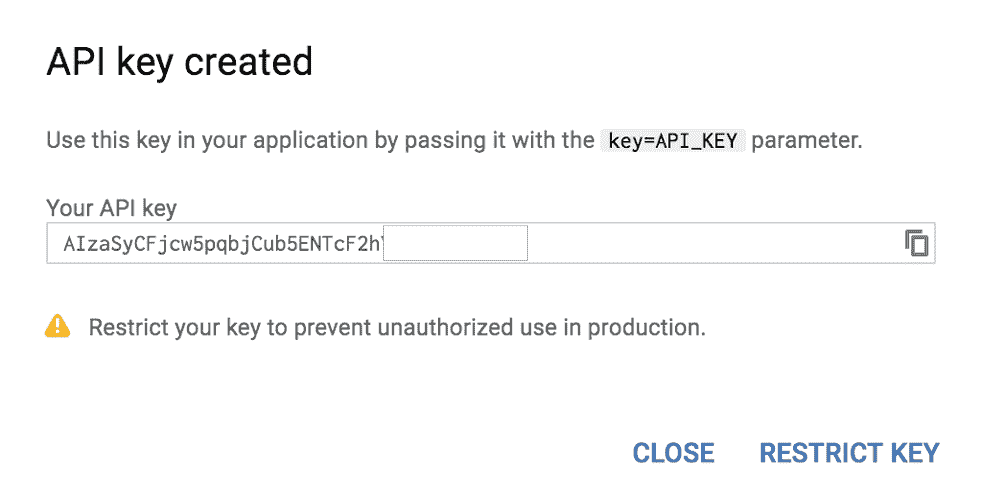 API key created
Use this key in your application by passing it with the key=API_KEY parameter.
Your API key
AIzaSyCFjcw5pqbjCub5ENTcF2h
Restrict your key to prevent unauthorized use in production.
CLOSE RESTRICT KEY